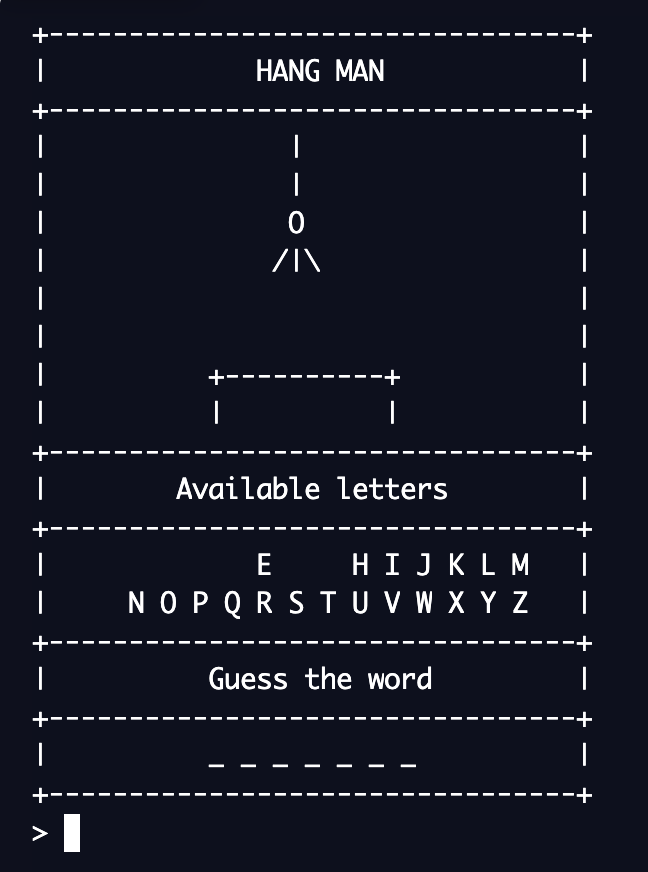 +---------------------------------+
|             HANG MAN            |
+---------------------------------+
|               |                 |
|               |                 |
|               O                 |
|              /|\                |
|                                 |
|                                 |
|          +----------+           |
|          |          |           |
+---------------------------------+
|        Available letters        |
+---------------------------------+
|             E     H I J K L M   |
|     N O P Q R S T U V W X Y Z   |
+---------------------------------+
|          Guess the word         |
+---------------------------------+
|          _ _ _ _ _ _ _          |
+---------------------------------+
>